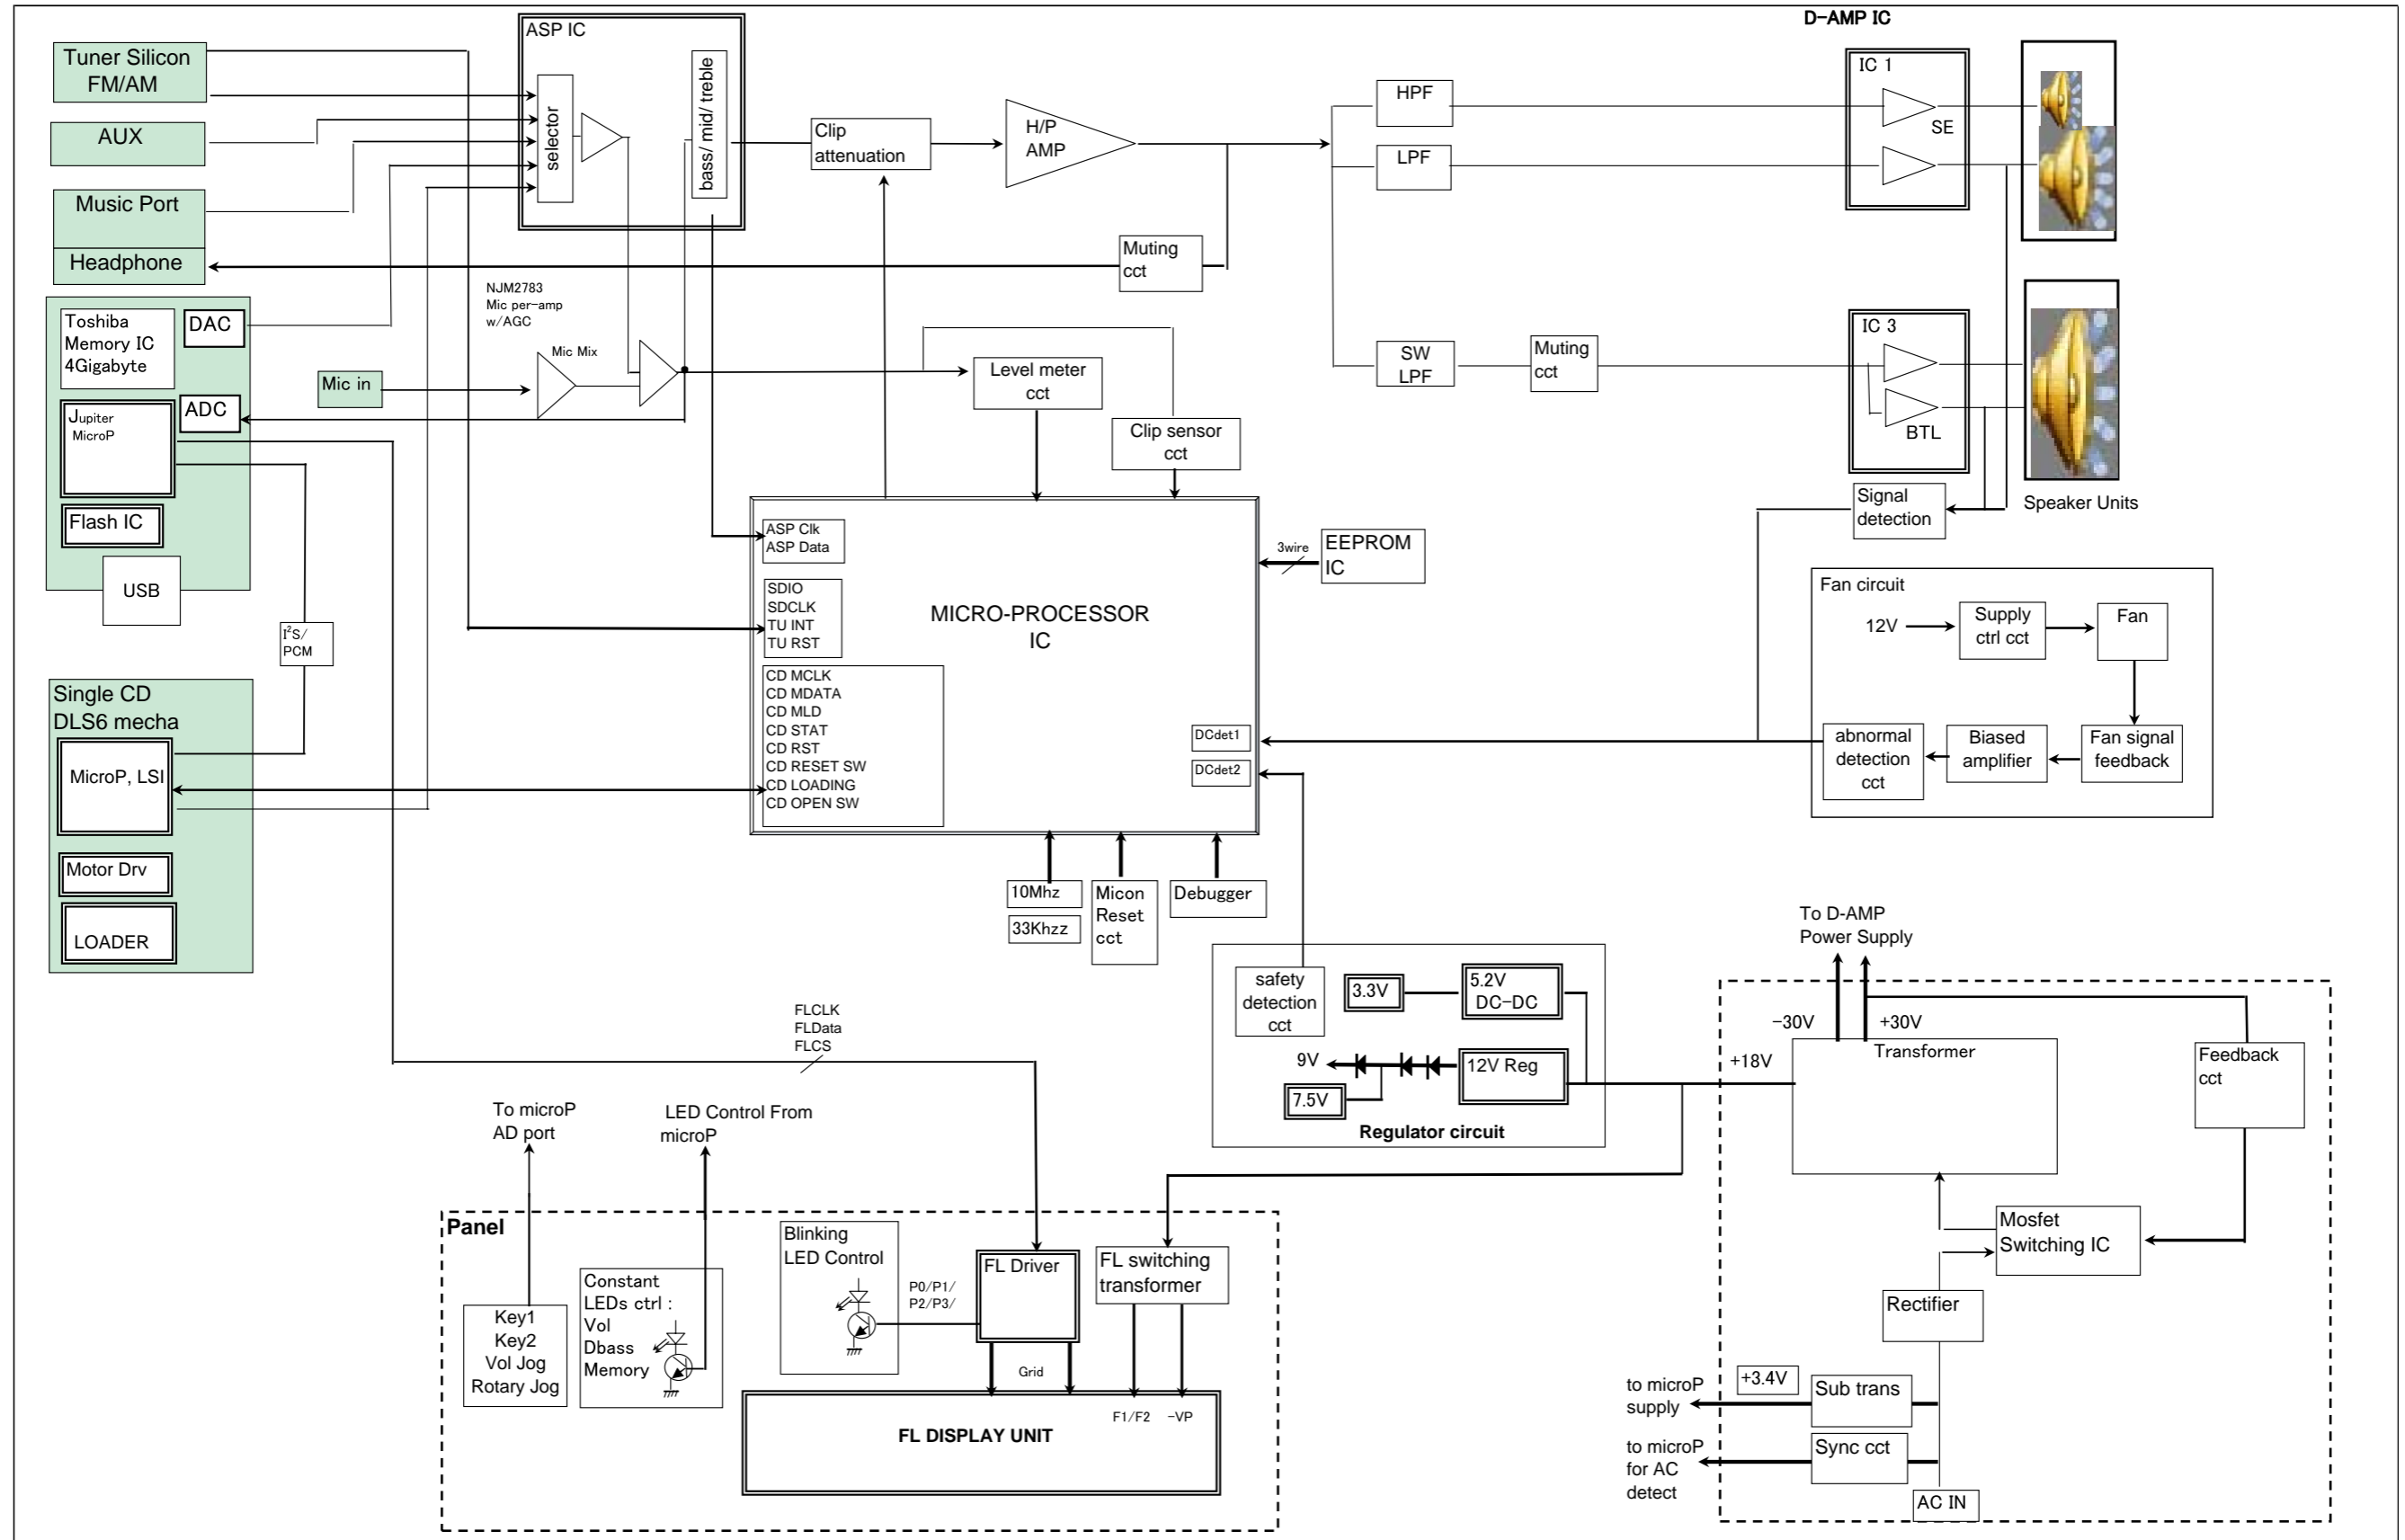 D-AMP IC
ASP IC
Tuner Silicon
FM/AM
AUX
Music Port
Headphone
selector
bass/ mid/ treble
Clip
attenuation
H/P
AMP
HPF
LPF
IC 1
SE
Muting
cct
NJM2783
Mic per-amp
w/AGC
Mic Mix
Mic in
Toshiba
Memory IC
4Gigabyte
DAC
ADC
Jupiter
MicroP
Flash IC
USB
I²S/
PCM
Level meter
cct
Clip sensor
cct
SW
LPF
Muting
cct
IC 3
BTL
Signal
detection
Speaker Units
ASP Clk
ASP Data
SDIO
SDCLK
TU INT
TU RST
CD MCLK
CD MDATA
CD MLD
CD STAT
CD RST
CD RESET SW
CD LOADING
CD OPEN SW
MICRO-PROCESSOR
IC
3wire
EEPROM
IC
DCdet1
DCdet2
Fan circuit
12V
Supply
ctrl cct
Fan
abnormal
detection
cct
Biased
amplifier
Fan signal
feedback
Single CD
DLS6 mecha
MicroP, LSI
Motor Drv
LOADER
10Mhz
33Khzz
Micon
Reset
cct
Debugger
safety
detection
cct
3.3V
5.2V
DC-DC
9V
12V Reg
7.5V
Regulator circuit
To D-AMP
Power Supply
-30V
+30V
+18V
Transformer
Feedback
cct
Mosfet
Switching IC
Rectifier
+3.4V
Sub trans
to microP
supply
Sync cct
to microP
for AC
detect
AC IN
FLCLK
FLData
FLCS
To microP
AD port
LED Control From
microP
Panel
Key1
Key2
Vol Jog
Rotary Jog
Constant
LEDs ctrl :
Vol
Dbass
Memory
Blinking
LED Control
P0/P1/
P2/P3/
FL Driver
FL switching
transformer
Grid
F1/F2
-VP
FL DISPLAY UNIT